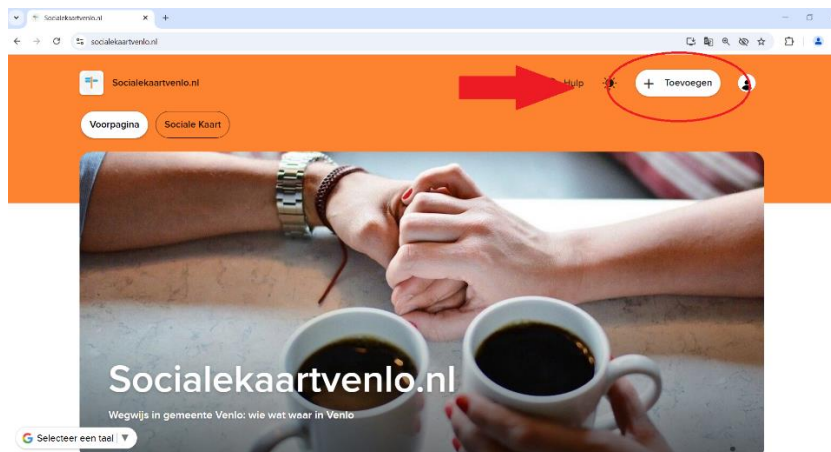 Socialekaartvenlo.nl
socialekaartvenlo.nl
Socialekaartvenlo.nl
Hulp
+ Toevoegen
Voorpagina
Sociale Kaart
Socialekaartvenlo.nl
Wegwijs in gemeente Venlo: wie wat waar in Venlo
G Selecteer een taal ▼